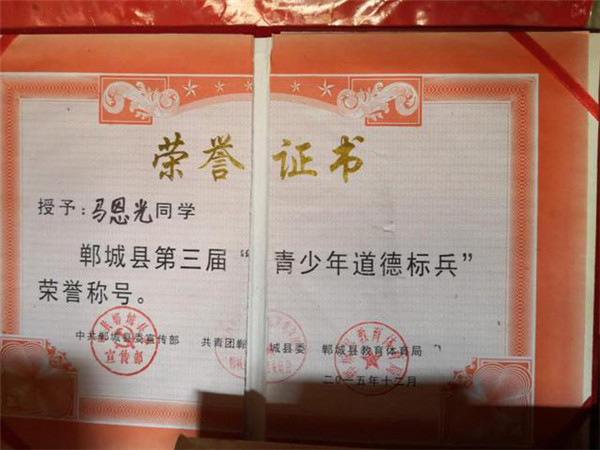 荣誉证书
授予：马恩光同学
郸城县第三届“青少年道德标兵”
荣誉称号。
中共郸城县委宣传部 共青团郸城县委 郸城县教育体育局
二〇一五年十二月
宣传部